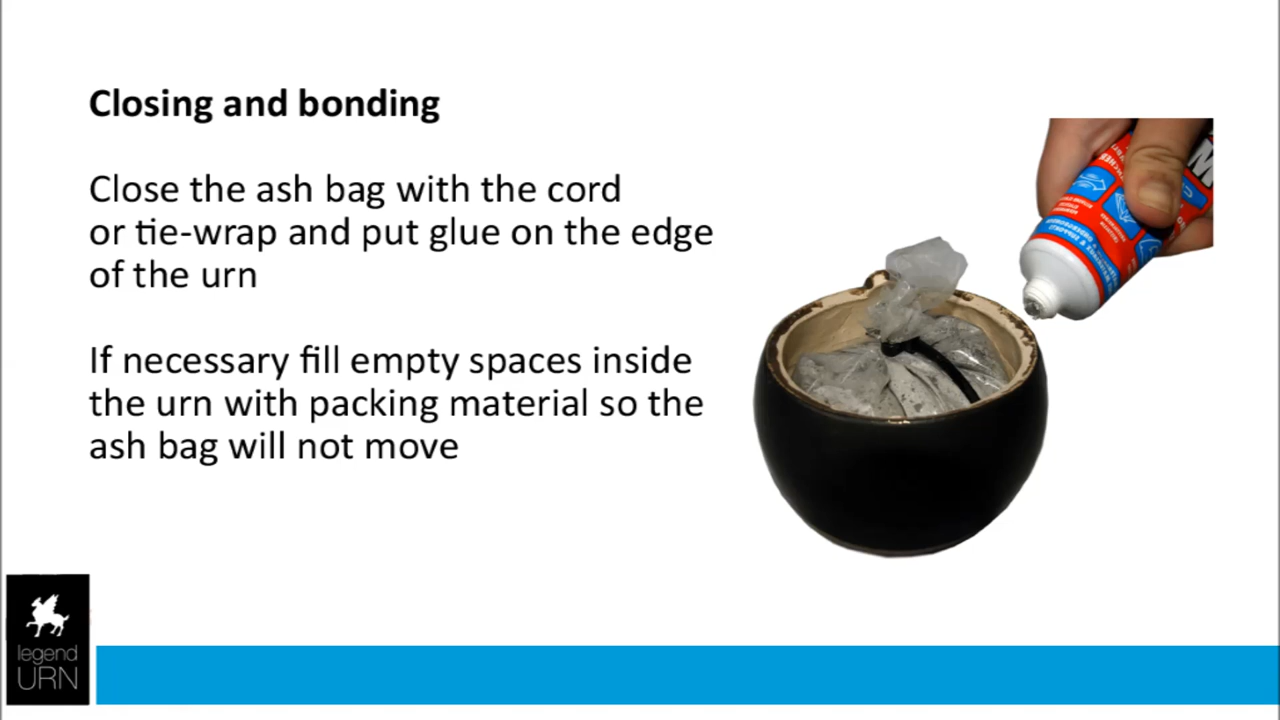 Closing and bonding
Close the ash bag with the cord
or tie-wrap and put glue on the edge
of the urn
If necessary fill empty spaces inside
the urn with packing material so the
ash bag will not move
legend
URN